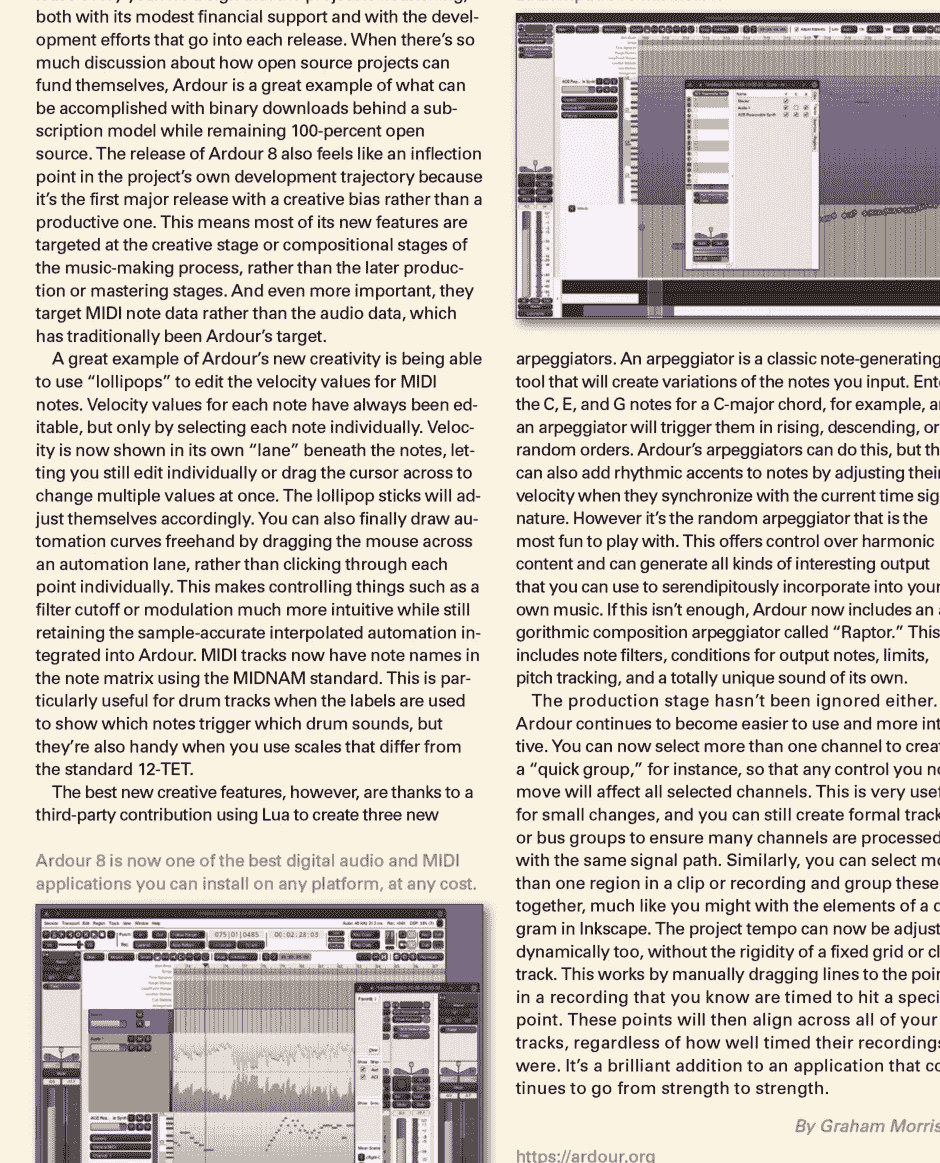 both with its modest financial support and with the devel-
opment efforts that go into each release. When there's so
much discussion about how open source projects can
fund themselves, Ardour is a great example of what can
be accomplished with binary downloads behind a sub-
scription model while remaining 100-percent open
source. The release of Ardour 8 also feels like an inflection
point in the project's own development trajectory because
it's the first major release with a creative bias rather than a
productive one. This means most of its new features are
targeted at the creative stage or compositional stages of
the music-making process, rather than the later produc-
tion or mastering stages. And even more important, they
target MIDI note data rather than the audio data, which
has traditionally been Ardour's target.
A great example of Ardour's new creativity is being able
to use “lollipops” to edit the velocity values for MIDI
notes. Velocity values for each note have always been ed-
itable, but only by selecting each note individually. Veloc-
ity is now shown in its own “lane” beneath the notes, let-
ting you still edit individually or drag the cursor across to
change multiple values at once. The lollipop sticks will ad-
just themselves accordingly. You can also finally draw au-
tomation curves freehand by dragging the mouse across
an automation lane, rather than clicking through each
point individually. This makes controlling things such as a
filter cutoff or modulation much more intuitive while still
retaining the sample-accurate interpolated automation in-
tegrated into Ardour. MIDI tracks now have note names in
the note matrix using the MIDNAM standard. This is par-
ticularly useful for drum tracks when the labels are used
to show which notes trigger which drum sounds, but
they're also handy when you use scales that differ from
the standard 12-TET.
The best new creative features, however, are thanks to a
third-party contribution using Lua to create three new
Ardour 8 is now one of the best digital audio and MIDI
applications you can install on any platform, at any cost.
075|01|0485
00:02:28:03
arpeggiators. An arpeggiator is a classic note-generating
tool that will create variations of the notes you input. Ent
the C, E, and G notes for a C-major chord, for example, a
an arpeggiator will trigger them in rising, descending, or
random orders. Ardour's arpeggiators can do this, but th
can also add rhythmic accents to notes by adjusting their
velocity when they synchronize with the current time sig
nature. However it's the random arpeggiator that is the
most fun to play with. This offers control over harmonic
content and can generate all kinds of interesting output
that you can use to serendipitously incorporate into your
own music. If this isn't enough, Ardour now includes an a
gorithmic composition arpeggiator called “Raptor.” This
includes note filters, conditions for output notes, limits,
pitch tracking, and a totally unique sound of its own.
The production stage hasn't been ignored either.
Ardour continues to become easier to use and more int
tive. You can now select more than one channel to creat
a “quick group,” for instance, so that any control you no
move will affect all selected channels. This is very usef
for small changes, and you can still create formal track
or bus groups to ensure many channels are processed
with the same signal path. Similarly, you can select mo
than one region in a clip or recording and group these
together, much like you might with the elements of a d
gram in Inkscape. The project tempo can now be adjust
dynamically too, without the rigidity of a fixed grid or cl
track. This works by manually dragging lines to the poin
in a recording that you know are timed to hit a speci
point. These points will then align across all of your
tracks, regardless of how well timed their recordings
were. It's a brilliant addition to an application that co
tinues to go from strength to strength.
By Graham Morris
https://ardour.org